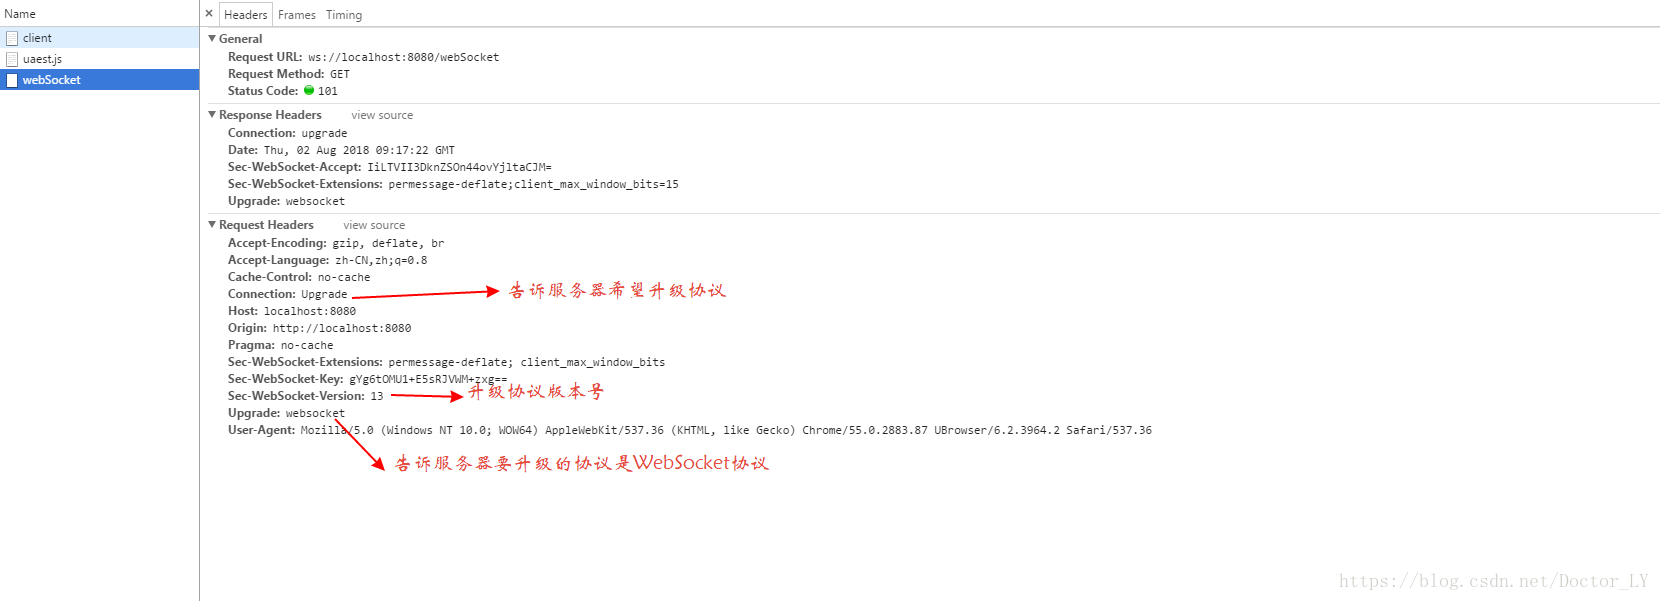 Name
client
uaest.js
webSocket
× Headers Frames Timing
General
Request URL: ws://localhost:8080/webSocket
Request Method: GET
Status Code: 101
Response Headers view source
Connection: upgrade
Date: Thu, 02 Aug 2018 09:17:22 GMT
Sec-WebSocket-Accept: IiLTVII3DknZSOn44ovYjltaCJM=
Sec-WebSocket-Extensions: permessage-deflate;client_max_window_bits=15
Upgrade: websocket
Request Headers view source
Accept-Encoding: gzip, deflate, br
Accept-Language: zh-CN,zh;q=0.8
Cache-Control: no-cache
Connection: Upgrade
告诉服务器希望升级协议
Host: localhost:8080
Origin: http://localhost:8080
Pragma: no-cache
Sec-WebSocket-Extensions: permessage-deflate; client_max_window_bits
Sec-WebSocket-Key: gYg6tOMU1+E5sRJVWM+zxg==
Sec-WebSocket-Version: 13
升级协议版本号
Upgrade: websocket
User-Agent: Mozilla/5.0 (Windows NT 10.0; WOW64) AppleWebKit/537.36 (KHTML, like Gecko) Chrome/55.0.2883.87 UBrowser/6.2.3964.2 Safari/537.36
告诉服务器要升级的协议是WebSocket协议
https://blog.csdn.net/Doctor_LY